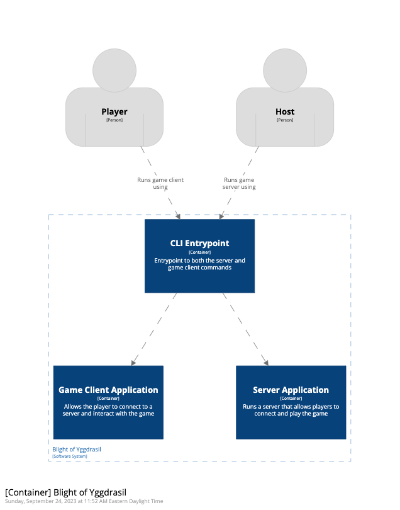 Player
[Person]
Host
[Person]
Runs game client
using
Runs game
server using
CLI Entrypoint
[Container]
Entrypoint to both the server and
game client commands
Game Client Application
[Container]
Allows the player to connect to a
server and interact with the game
Server Application
[Container]
Runs a server that allows players to
connect and play the game
Blight of Yggdrasil
[Software System]
[Container] Blight of Yggdrasil
Sunday, September 24, 2023 at 11:52 AM Eastern Daylight Time